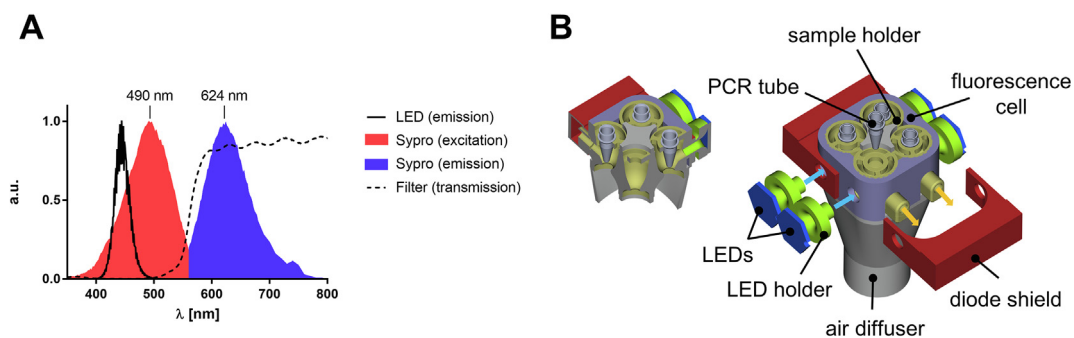 A
490 nm 624 nm
1.0
0.5
0.0
a.u.
400 500 600 700 800
λ [nm]
LED (emission)
Sypro (excitation)
Sypro (emission)
Filter (transmission)
B
sample holder
PCR tube
fluorescence
cell
LEDs
LED holder
diode shield
air diffuser